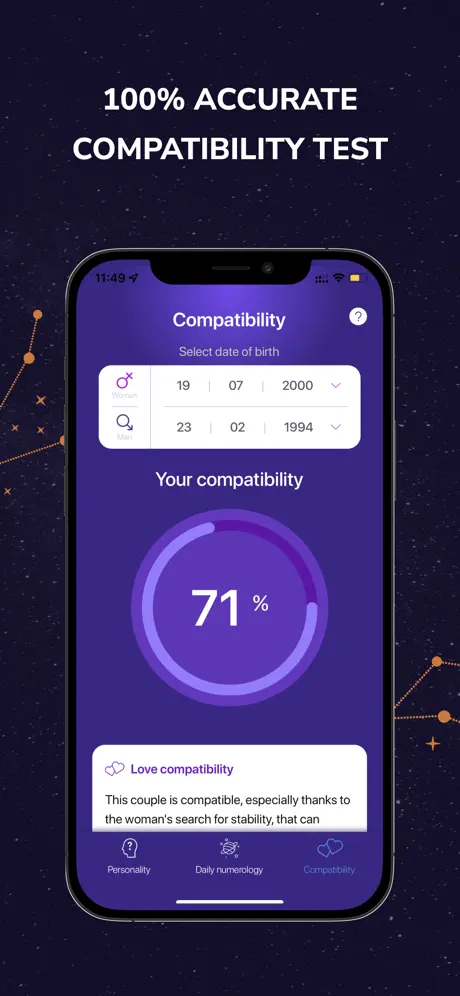 100% ACCURATE
COMPATIBILITY TEST
11:49
Compatibility
?
Select date of birth
Woman
19 | 07 | 2000
Man
23 | 02 | 1994
Your compatibility
71 %
Love compatibility
This couple is compatible, especially thanks to
the woman's search for stability, that can
?
Personality
Daily numerology
Compatibility